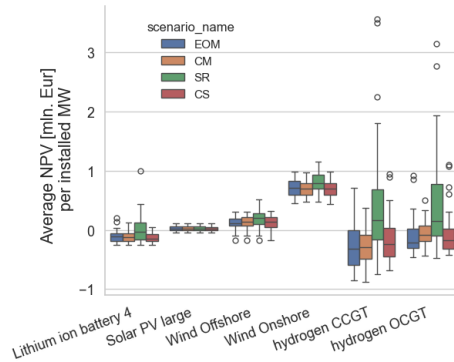 scenario_name
EOM
CM
SR
CS
Average NPV [mln. Eur]
per installed MW
3
2
1
0
−1
Lithium ion battery 4
Solar PV large
Wind Offshore
Wind Onshore
hydrogen CCGT
hydrogen OCGT